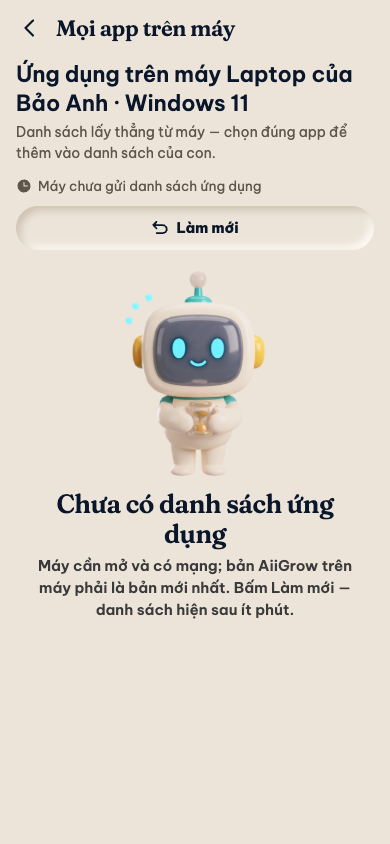 Mọi app trên máy
Ứng dụng trên máy Laptop của
Bảo Anh · Windows 11
Danh sách lấy thẳng từ máy — chọn đúng app để
thêm vào danh sách của con.
Máy chưa gửi danh sách ứng dụng
Làm mới
Chưa có danh sách ứng
dụng
Máy cần mở và có mạng; bản AiiGrow trên
máy phải là bản mới nhất. Bấm Làm mới —
danh sách hiện sau ít phút.